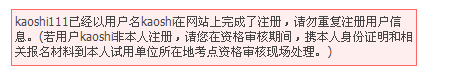 kaoshi111已经以用户名kaoshi在网站上完成了注册，请勿重复注册用户信
息。(若用户kaoshi非本人注册，请您在资格审核期间，携本人身份证明和相
关报名材料到本人试用单位所在地考点资格审核现场处理。)